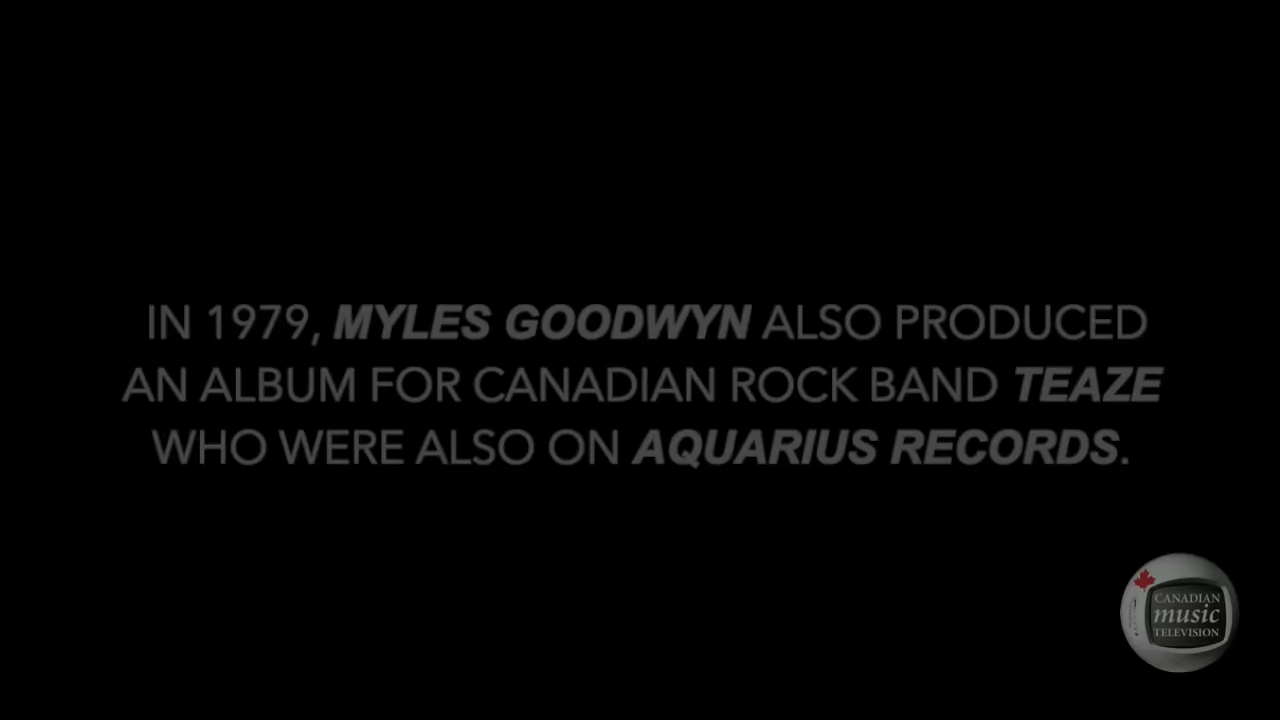 IN 1979, MYLES GOODWYN ALSO PRODUCED
AN ALBUM FOR CANADIAN ROCK BAND TEAZE
WHO WERE ALSO ON AQUARIUS RECORDS.
CANADIAN
music
TELEVISION